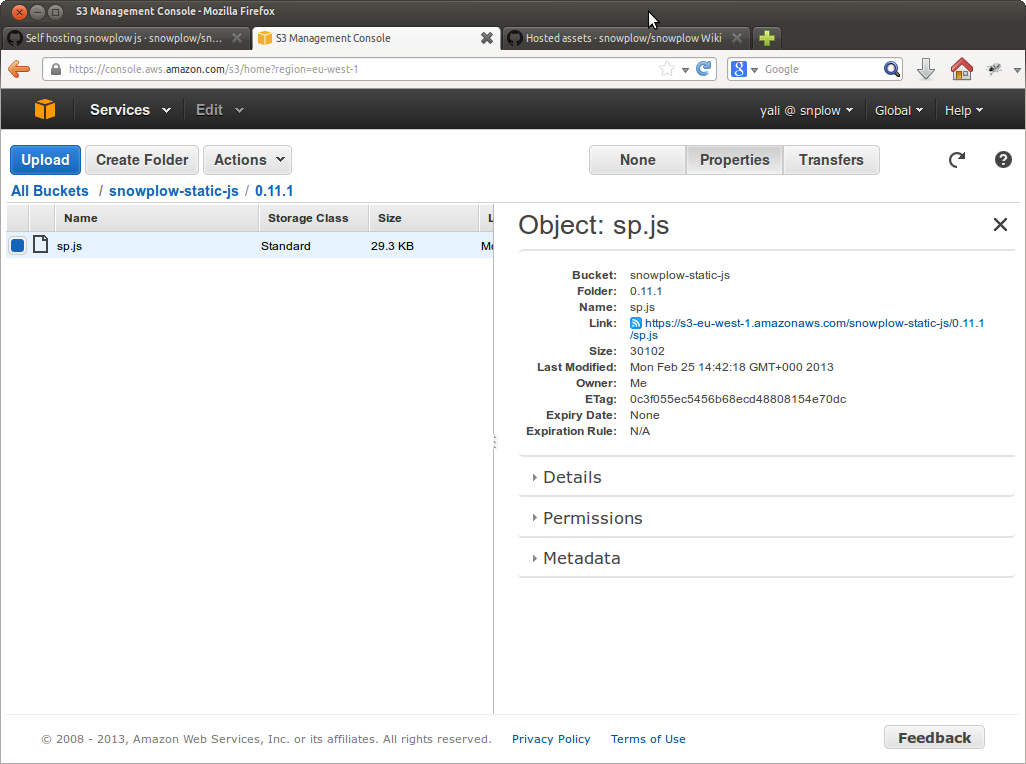 S3 Management Console - Mozilla Firefox
Self hosting snowplow js · snowplow/sn...
S3 Management Console
Hosted assets · snowplow/snowplow Wiki
https://console.aws.amazon.com/s3/home?region=eu-west-1
8
Google
Services
Edit
yali @ snplow
Global
Help
Upload
Create Folder
Actions
None
Properties
Transfers
All Buckets / snowplow-static-js / 0.11.1
Name
Storage Class
Size
L
sp.js
Standard
29.3 KB
Mo
Object: sp.js
Bucket: snowplow-static-js
Folder: 0.11.1
Name: sp.js
Link: https://s3-eu-west-1.amazonaws.com/snowplow-static-js/0.11.1
/sp.js
Size: 30102
Last Modified: Mon Feb 25 14:42:18 GMT+000 2013
Owner: Me
ETag: 0c3f055ec5456b68ecd48808154e70dc
Expiry Date: None
Expiration Rule: N/A
Details
Permissions
Metadata
© 2008 - 2013, Amazon Web Services, Inc. or its affiliates. All rights reserved.
Privacy Policy
Terms of Use
Feedback